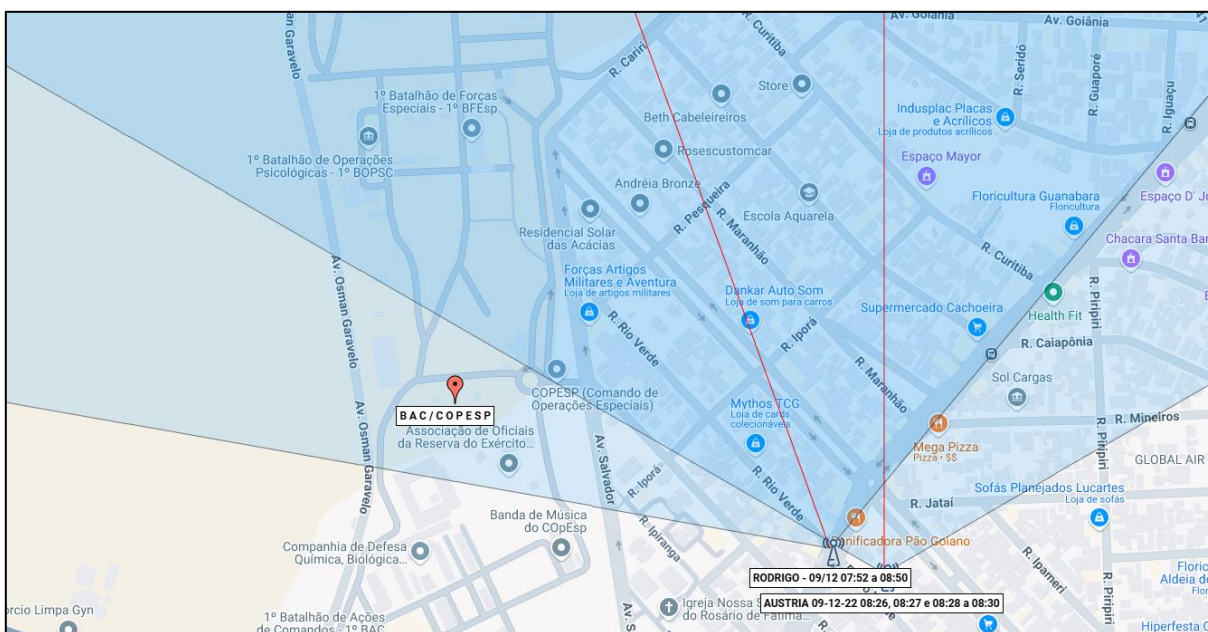 Av. Goiânia
Av. Goiânia
R. Cariri
R. Curitiba
R. Seridó
R. Guaporé
R. Iguaçu
Store
1º Batalhão de Forças
Especiais - 1º BFEsp
Beth Cabeleireiros
Indusplac Placas
e Acrílicos
Loja de produtos acrílicos
1º Batalhão de Operações
Psicológicas - 1º BOPSC
Rosescustomcar
Espaço Mayor
Andréia Bronze
R. Pesqueira
Escola Aquarela
Floricultura Guanabara
Floricultura
Residencial Solar
das Acácias
R. Maranhão
Chacara Santa
R. Curitiba
Av. Osman Garavelo
Forças Artigos
Militares e Aventura
Loja de artigos militares
Dankar Auto Som
Loja de som para carros
Supermercado Cachoeira
Health Fit
R. Piripiri
R. Rio Verde
R. Iporá
R. Caiapônia
R. Maranhão
Sol Cargas
COPESP (Comando de
Operações Especiais)
BAC/COPESP
Mythos TCG
Loja de cards
colecionáveis
R. Mineiros
Associação de Oficiais
da Reserva do Exército...
Mega Pizza
Pizza • $$
R. Piripiri
GLOBAL AIR
Av. Osman Garavelo
Av. Salvador
R. Iporá
R. Rio Verde
Sofás Planejados Lucartes
Loja de sofás
R. Jataí
Banda de Música
do COpEsp
R. Ipiranga
Pão Goiano
Companhia de Defesa
Química, Biológica...
R. Ipameri
RODRIGO - 09/12 07:52 a 08:50
AUSTRIA 09-12-22 08:26, 08:27 e 08:28 a 08:30
Limpa Gyn
1º Batalhão de Ações
de Comandos - 1º BAC
Igreja Nossa
do Rosário de Fátima...
R. Piripiri
Aldeia de
Hiperfesta